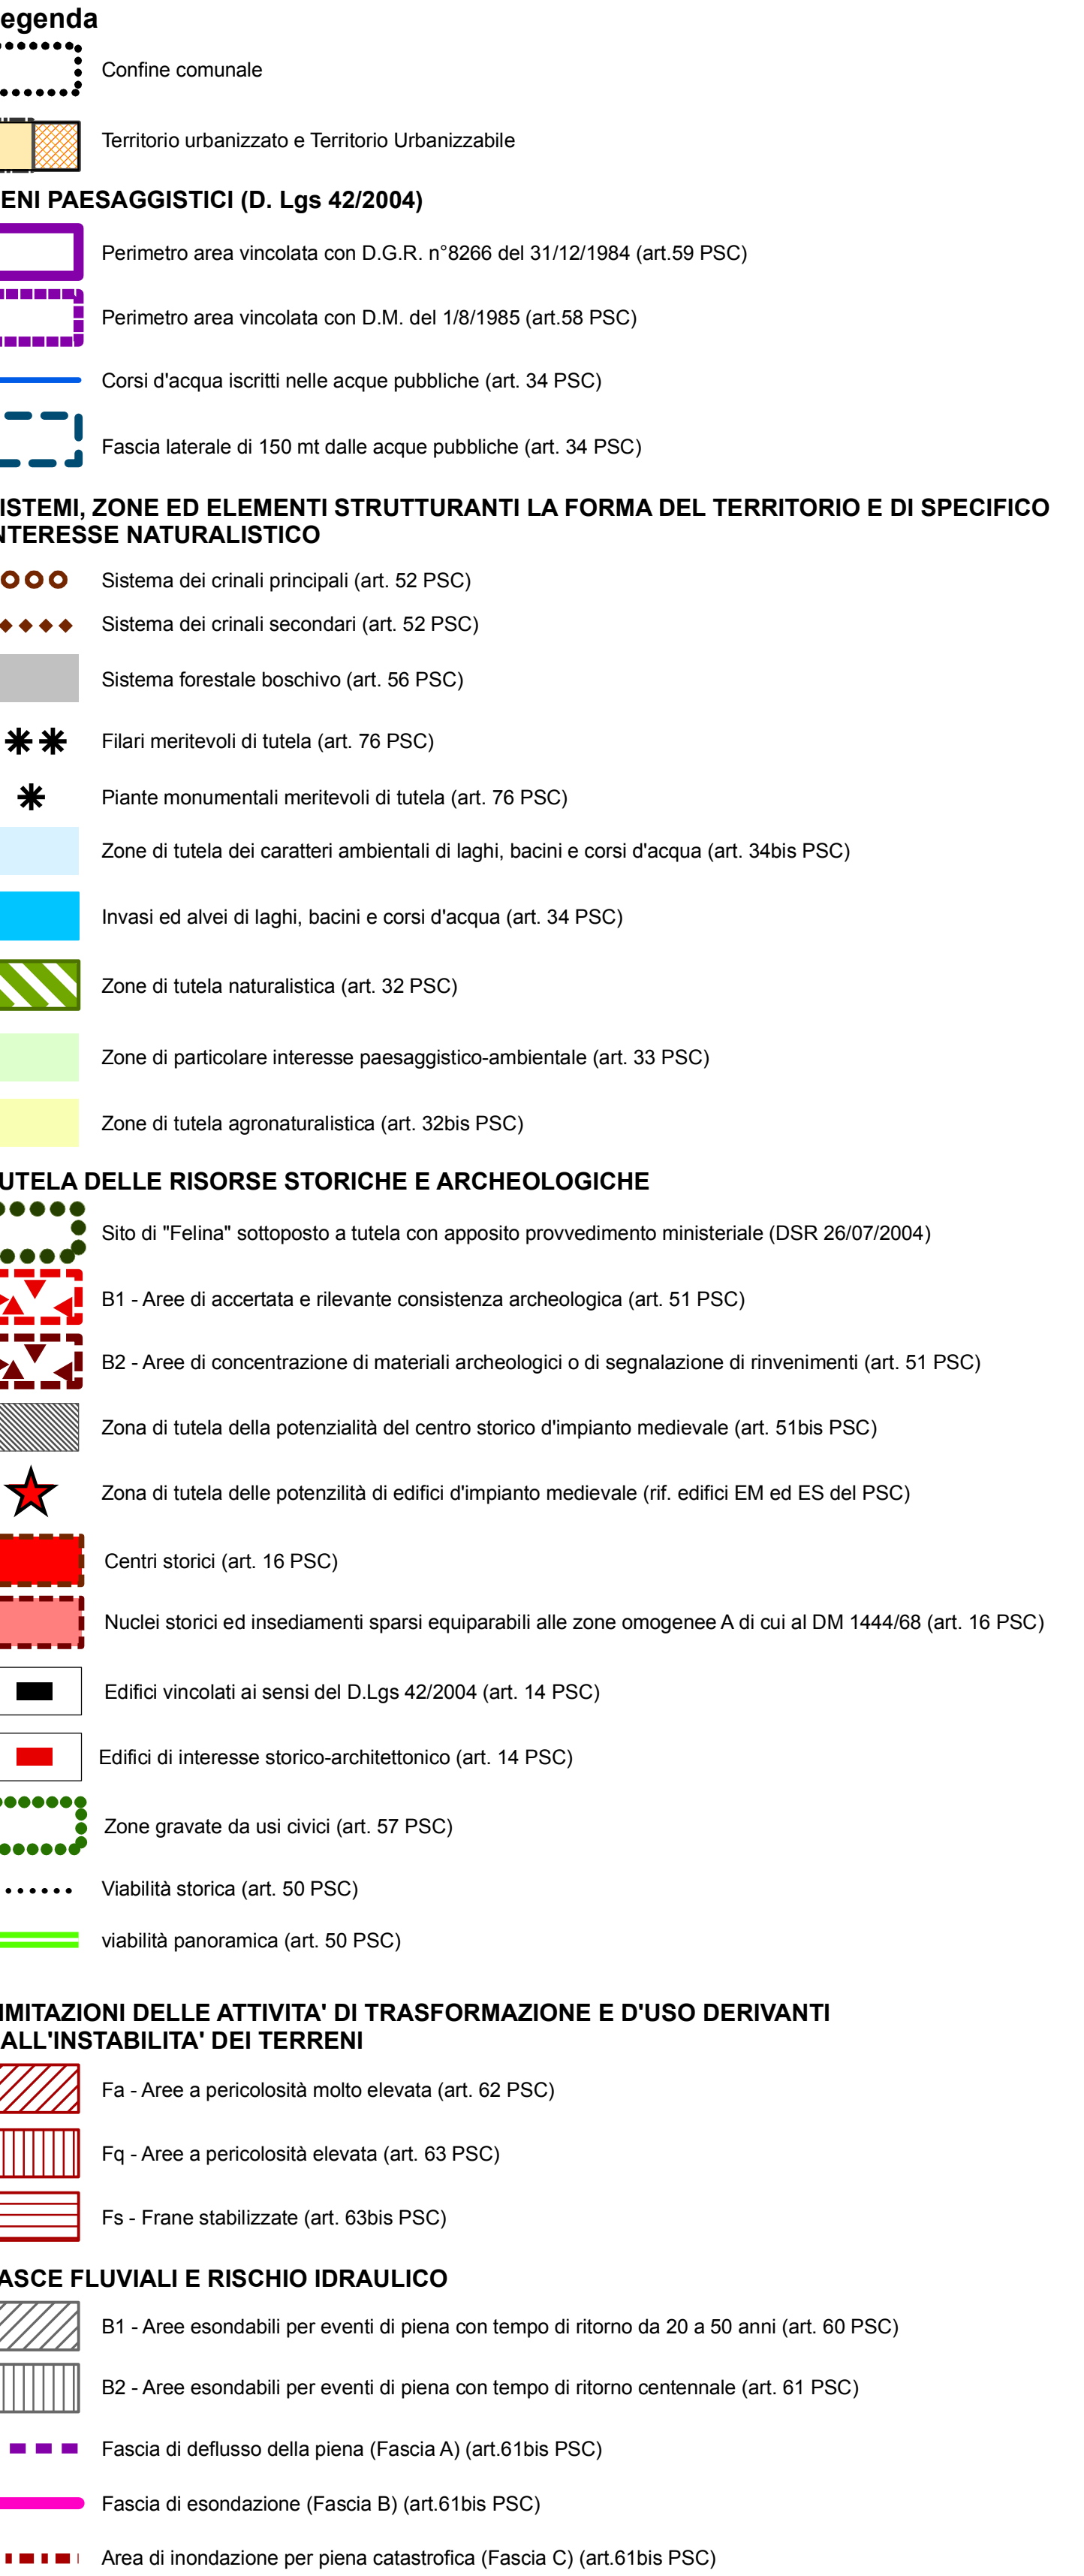 egenda
Confine comunale
Territorio urbanizzato e Territorio Urbanizzabile
ENI PAESAGGISTICI (D. Lgs 42/2004)
Perimetro area vincolata con D.G.R. n°8266 del 31/12/1984 (art.59 PSC)
Perimetro area vincolata con D.M. del 1/8/1985 (art.58 PSC)
Corsi d'acqua iscritti nelle acque pubbliche (art. 34 PSC)
Fascia laterale di 150 mt dalle acque pubbliche (art. 34 PSC)
ISTEMI, ZONE ED ELEMENTI STRUTTURANTI LA FORMA DEL TERRITORIO E DI SPECIFICO
NTERESSE NATURALISTICO
Sistema dei crinali principali (art. 52 PSC)
Sistema dei crinali secondari (art. 52 PSC)
Sistema forestale boschivo (art. 56 PSC)
Filari meritevoli di tutela (art. 76 PSC)
Piante monumentali meritevoli di tutela (art. 76 PSC)
Zone di tutela dei caratteri ambientali di laghi, bacini e corsi d'acqua (art. 34bis PSC)
Invasi ed alvei di laghi, bacini e corsi d'acqua (art. 34 PSC)
Zone di tutela naturalistica (art. 32 PSC)
Zone di particolare interesse paesaggistico-ambientale (art. 33 PSC)
Zone di tutela agronaturalistica (art. 32bis PSC)
UTELA DELLE RISORSE STORICHE E ARCHEOLOGICHE
Sito di "Felina" sottoposto a tutela con apposito provvedimento ministeriale (DSR 26/07/2004)
B1 - Aree di accertata e rilevante consistenza archeologica (art. 51 PSC)
B2 - Aree di concentrazione di materiali archeologici o di segnalazione di rinvenimenti (art. 51 PSC)
Zona di tutela della potenzialità del centro storico d'impianto medievale (art. 51bis PSC)
Zona di tutela delle potenzilità di edifici d'impianto medievale (rif. edifici EM ed ES del PSC)
Centri storici (art. 16 PSC)
Nuclei storici ed insediamenti sparsi equiparabili alle zone omogenee A di cui al DM 1444/68 (art. 16 PSC)
Edifici vincolati ai sensi del D.Lgs 42/2004 (art. 14 PSC)
Edifici di interesse storico-architettonico (art. 14 PSC)
Zone gravate da usi civici (art. 57 PSC)
Viabilità storica (art. 50 PSC)
viabilità panoramica (art. 50 PSC)
IMITAZIONI DELLE ATTIVITA' DI TRASFORMAZIONE E D'USO DERIVANTI
ALL'INSTABILITA' DEI TERRENI
Fa - Aree a pericolosità molto elevata (art. 62 PSC)
Fq - Aree a pericolosità elevata (art. 63 PSC)
Fs - Frane stabilizzate (art. 63bis PSC)
ASCE FLUVIALI E RISCHIO IDRAULICO
B1 - Aree esondabili per eventi di piena con tempo di ritorno da 20 a 50 anni (art. 60 PSC)
B2 - Aree esondabili per eventi di piena con tempo di ritorno centennale (art. 61 PSC)
Fascia di deflusso della piena (Fascia A) (art.61bis PSC)
Fascia di esondazione (Fascia B) (art.61bis PSC)
Area di inondazione per piena catastrofica (Fascia C) (art.61bis PSC)